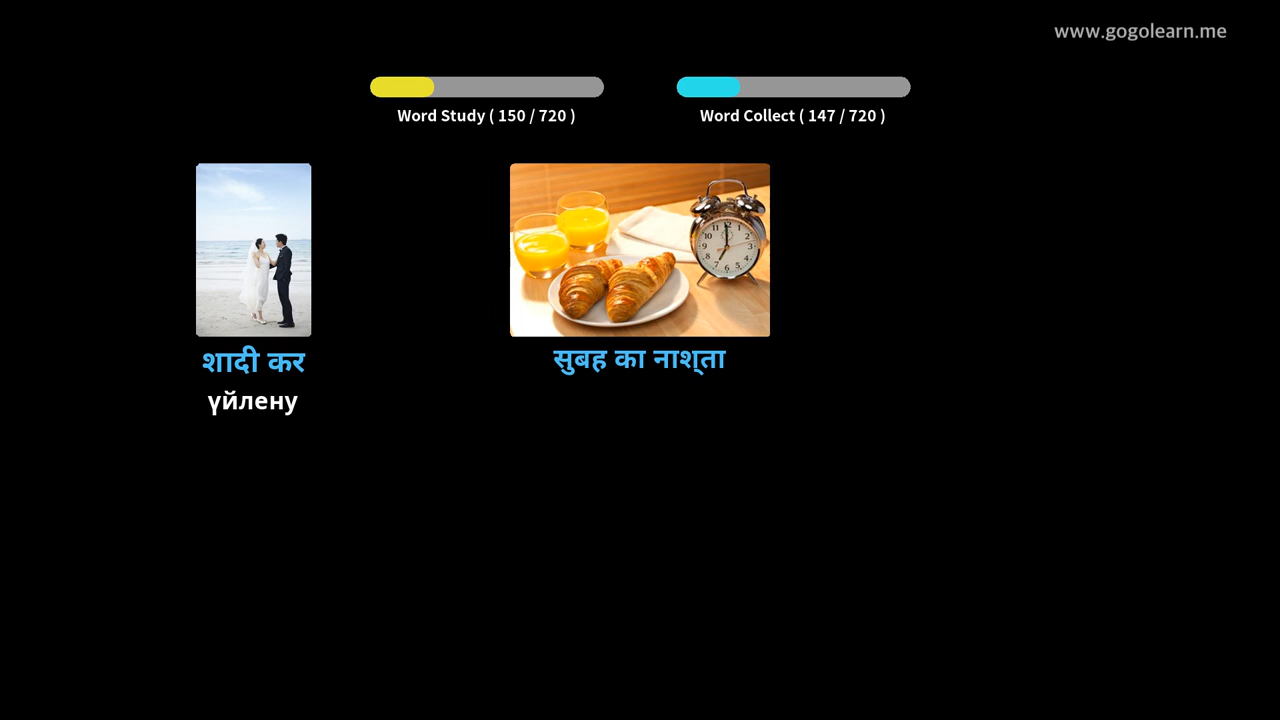 www.gogolearn.me
Word Study ( 150 / 720 )
Word Collect ( 147 / 720 )
शादी कर
үйлену
सुबह का नाश्ता